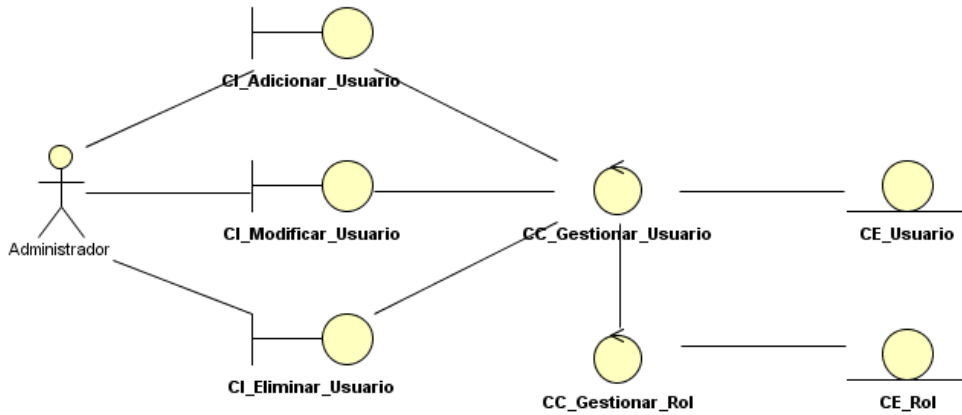 CI_Adicionar_Usuario
Administrador
CI_Modificar_Usuario
CC_Gestionar_Usuario
CE_Usuario
CI_Eliminar_Usuario
CC_Gestionar_Rol
CE_Rol